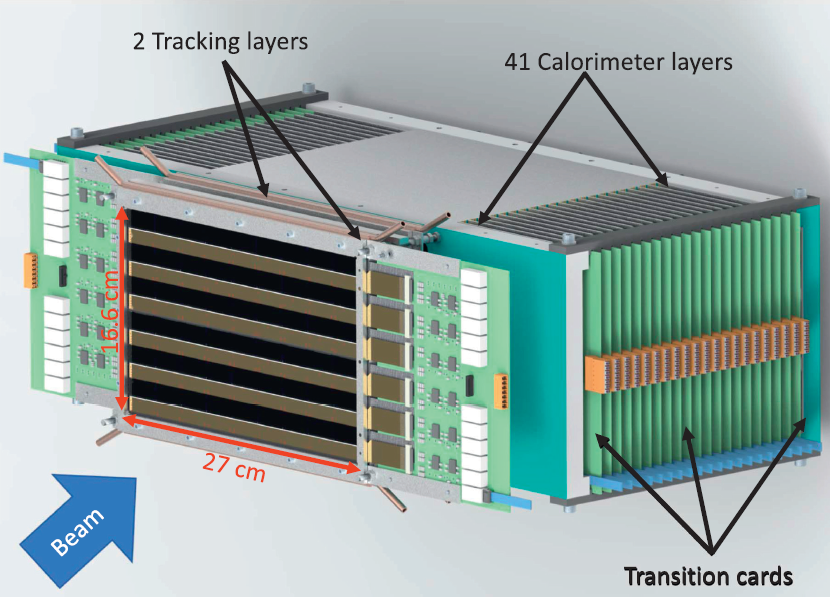 2 Tracking layers
41 Calorimeter layers
16.6 cm
27 cm
Beam
Transition cards